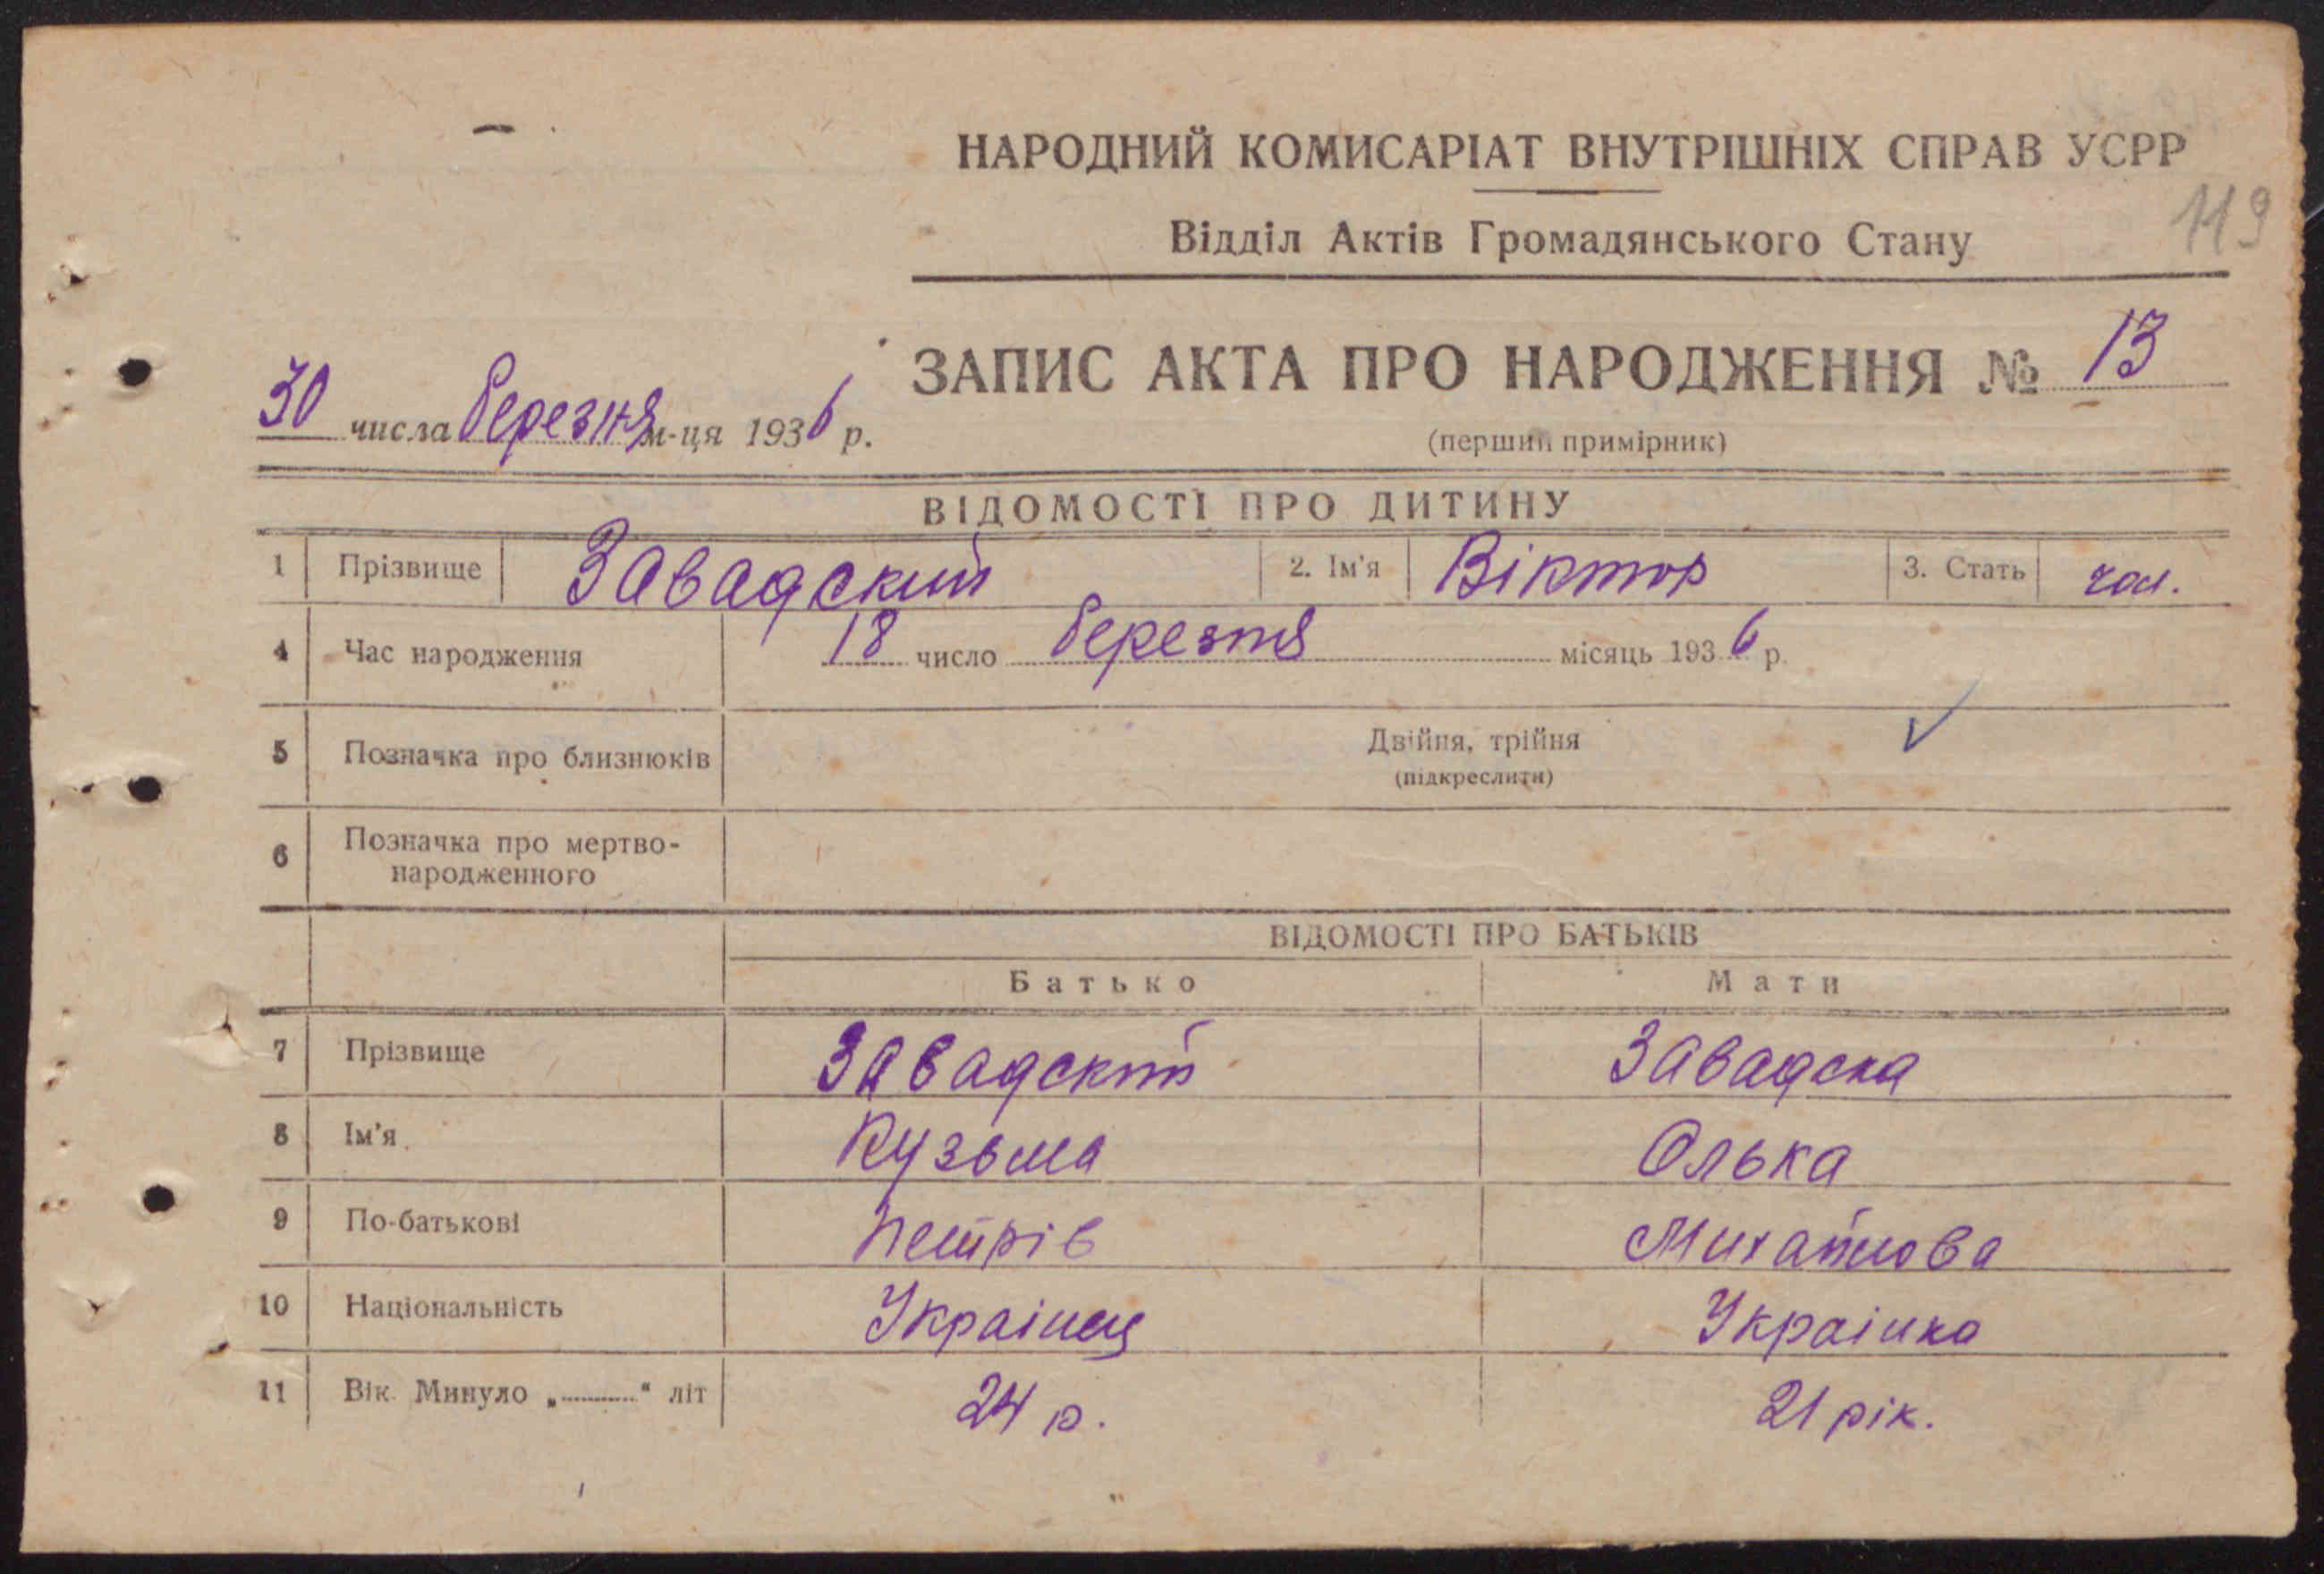 НАРОДНИЙ КОМИСАРІАТ ВНУТРІШНІХ СПРАВ УСРР
119
Відділ Актів Громадянського Стану
ЗАПИС АКТА ПРО НАРОДЖЕННЯ № 13
30 числа березня м-ця 1936 р.
(перший примірник)
ВІДОМОСТІ ПРО ДИТИНУ
1 Прізвище Завадский 2. Ім'я Віктор 3. Стать чол.
4 Час народження 18 число березня місяць 1936 р.
5 Позначка про близнюків Двійня, трійня
(підкреслити)
6 Позначка про мертво-
народженного
ВІДОМОСТІ ПРО БАТЬКІВ
Батько Мати
7 Прізвище Завадский Завадска
8 Ім'я Кузьма Олька
9 По-батькові Петрів Михайлова
10 Національність Украінец Украінка
11 Вік. Минуло „ “ літ 24 р. 21 рік.